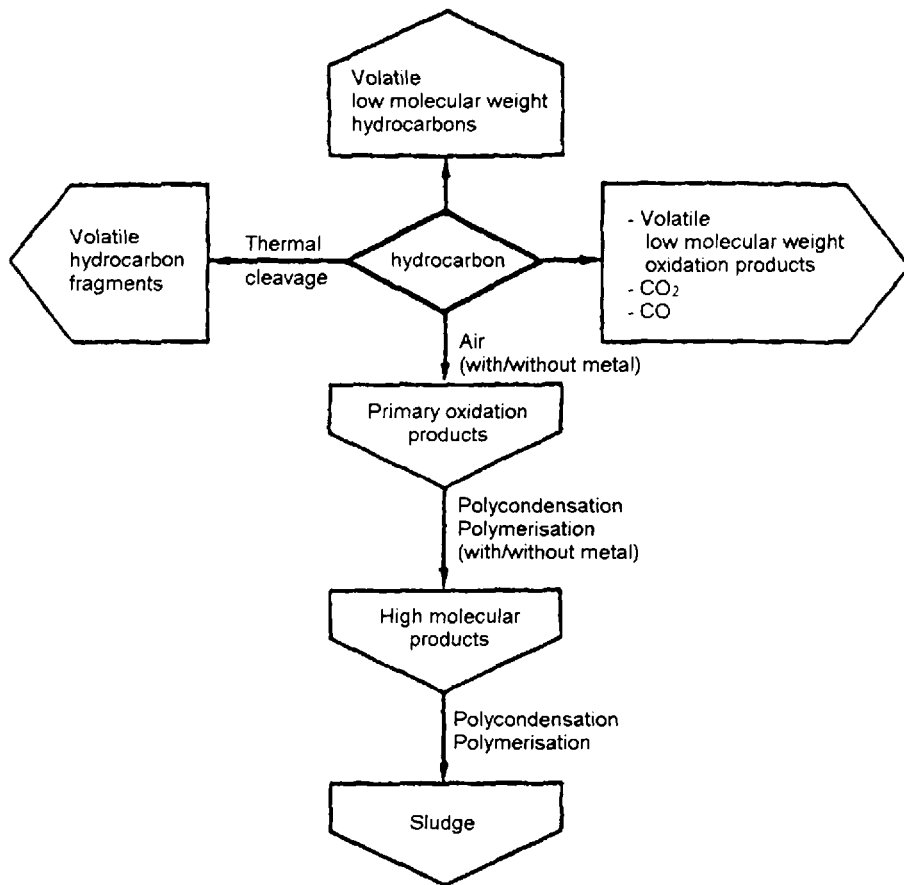 Volatile
low molecular weight
hydrocarbons
Volatile
hydrocarbon
fragments
Thermal
cleavage
hydrocarbon
- Volatile
low molecular weight
oxidation products
- CO₂
- CO
Air
(with/without metal)
Primary oxidation
products
Polycondensation
Polymerisation
(with/without metal)
High molecular
products
Polycondensation
Polymerisation
Sludge